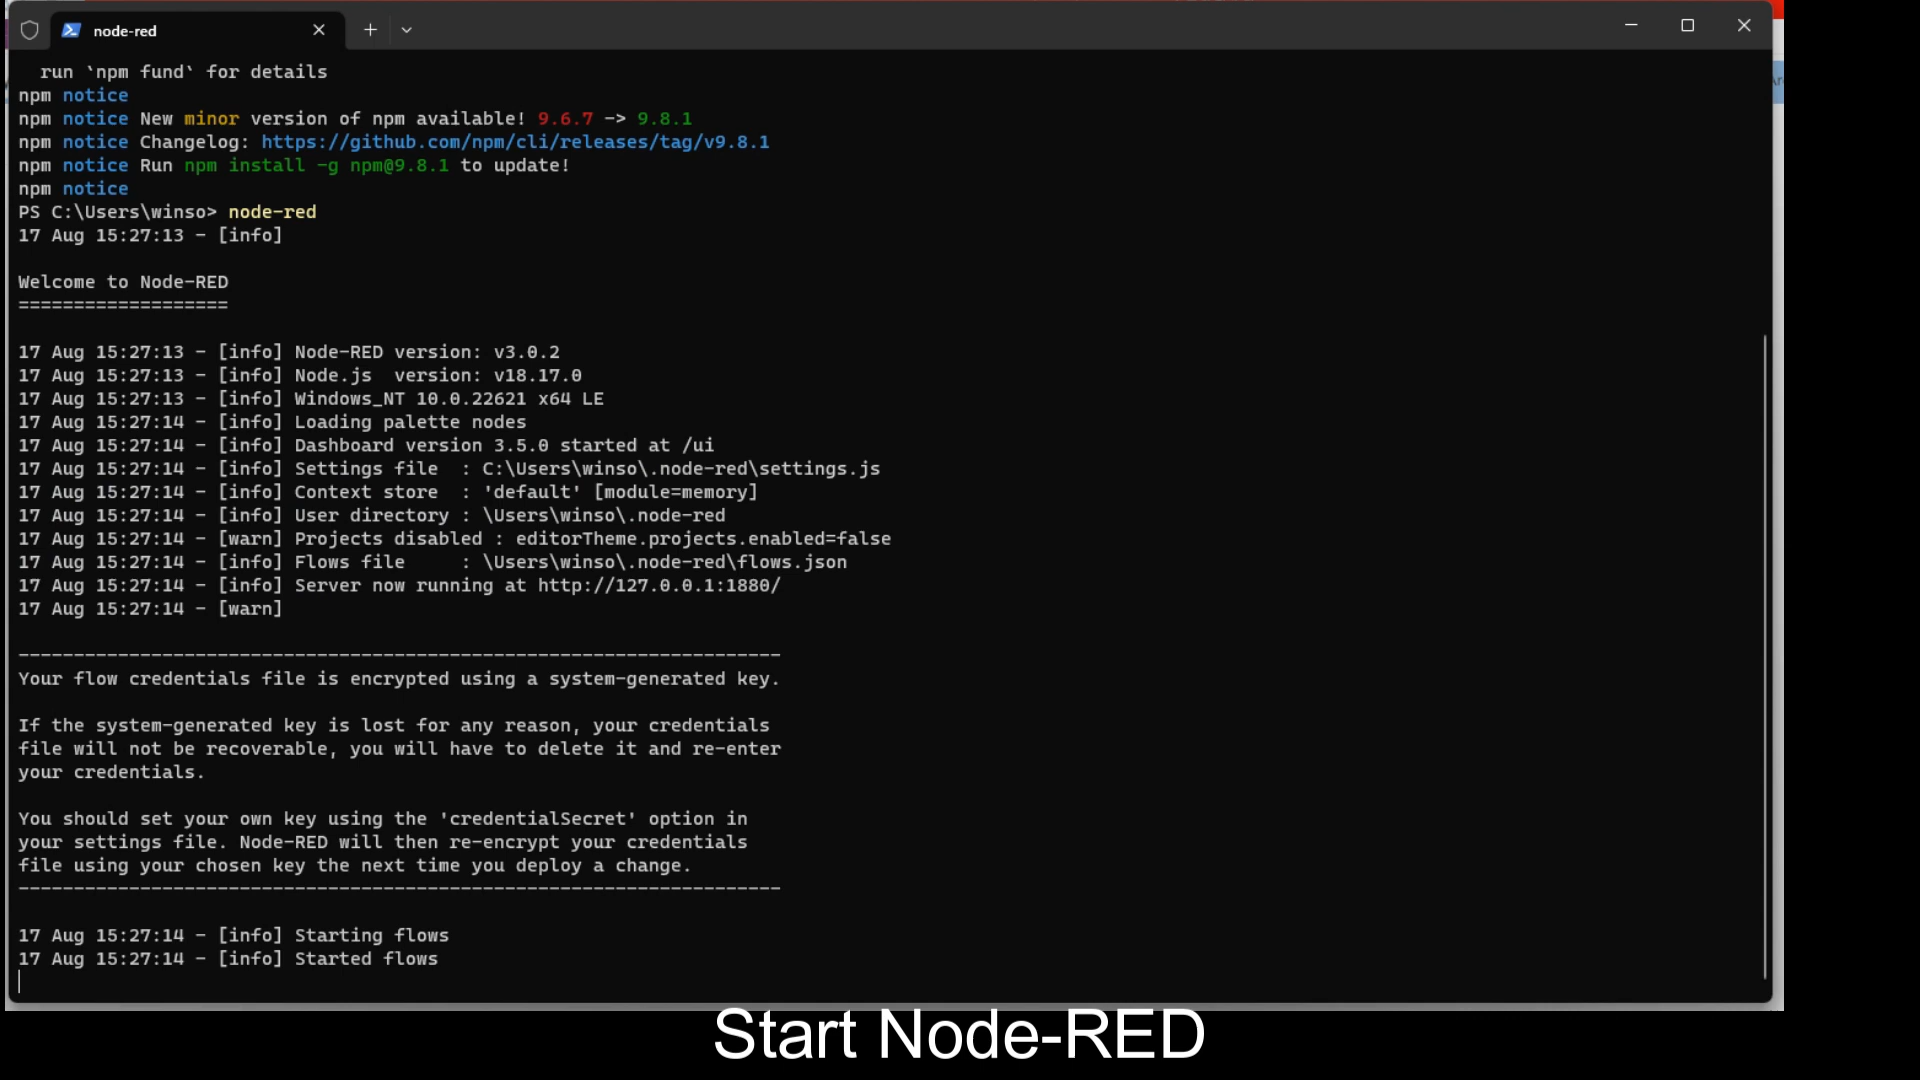 node-red
run `npm fund` for details
npm notice
npm notice New minor version of npm available! 9.6.7 -> 9.8.1
npm notice Changelog: https://github.com/npm/cli/releases/tag/v9.8.1
npm notice Run npm install -g npm@9.8.1 to update!
npm notice
PS C:\Users\winso> node-red
17 Aug 15:27:13 - [info]
Welcome to Node-RED
===================
17 Aug 15:27:13 - [info] Node-RED version: v3.0.2
17 Aug 15:27:13 - [info] Node.js  version: v18.17.0
17 Aug 15:27:13 - [info] Windows_NT 10.0.22621 x64 LE
17 Aug 15:27:14 - [info] Loading palette nodes
17 Aug 15:27:14 - [info] Dashboard version 3.5.0 started at /ui
17 Aug 15:27:14 - [info] Settings file  : C:\Users\winso\.node-red\settings.js
17 Aug 15:27:14 - [info] Context store  : 'default' [module=memory]
17 Aug 15:27:14 - [info] User directory : \Users\winso\.node-red
17 Aug 15:27:14 - [warn] Projects disabled : editorTheme.projects.enabled=false
17 Aug 15:27:14 - [info] Flows file     : \Users\winso\.node-red\flows.json
17 Aug 15:27:14 - [info] Server now running at http://127.0.0.1:1880/
17 Aug 15:27:14 - [warn]
---------------------------------------------------------------------
Your flow credentials file is encrypted using a system-generated key.
If the system-generated key is lost for any reason, your credentials
file will not be recoverable, you will have to delete it and re-enter
your credentials.
You should set your own key using the 'credentialSecret' option in
your settings file. Node-RED will then re-encrypt your credentials
file using your chosen key the next time you deploy a change.
---------------------------------------------------------------------
17 Aug 15:27:14 - [info] Starting flows
17 Aug 15:27:14 - [info] Started flows
Start Node-RED